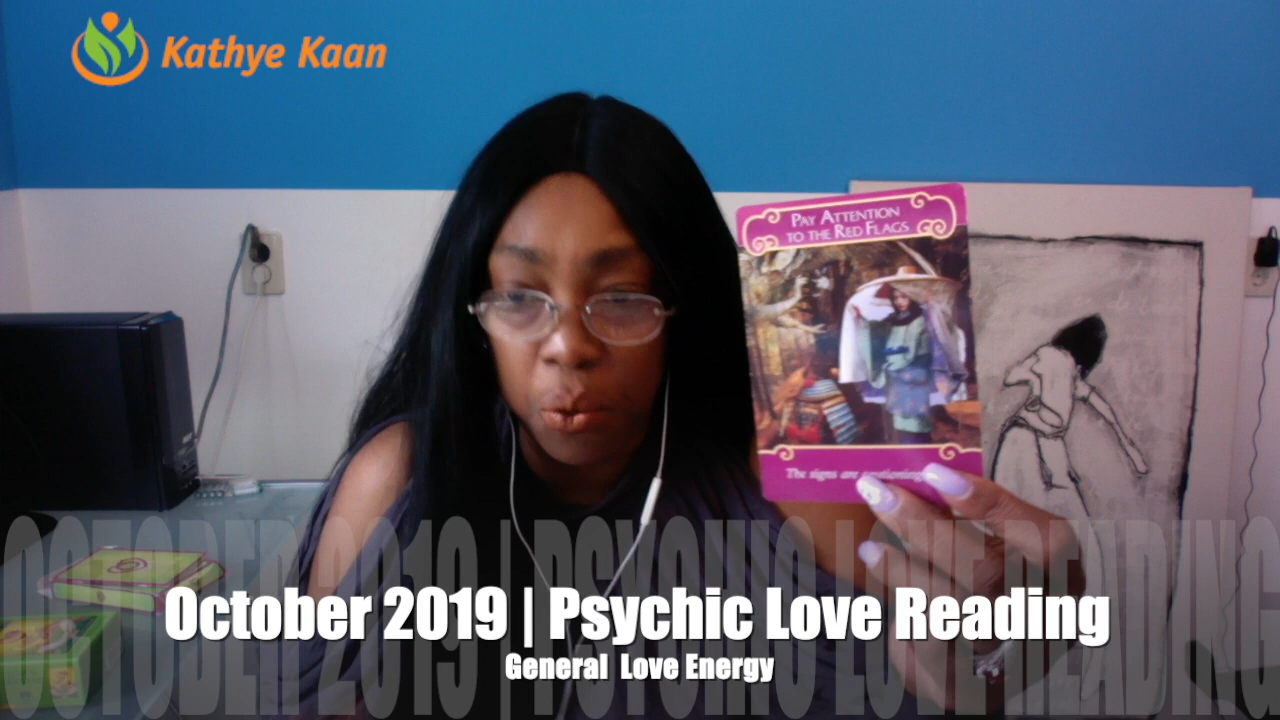 Kathye Kaan
PAY ATTENTION
TO THE RED FLAGS
The signs are cautioning
OCTOBER 2019 | PSYCHIC LOVE READING
October 2019 | Psychic Love Reading
General Love Energy